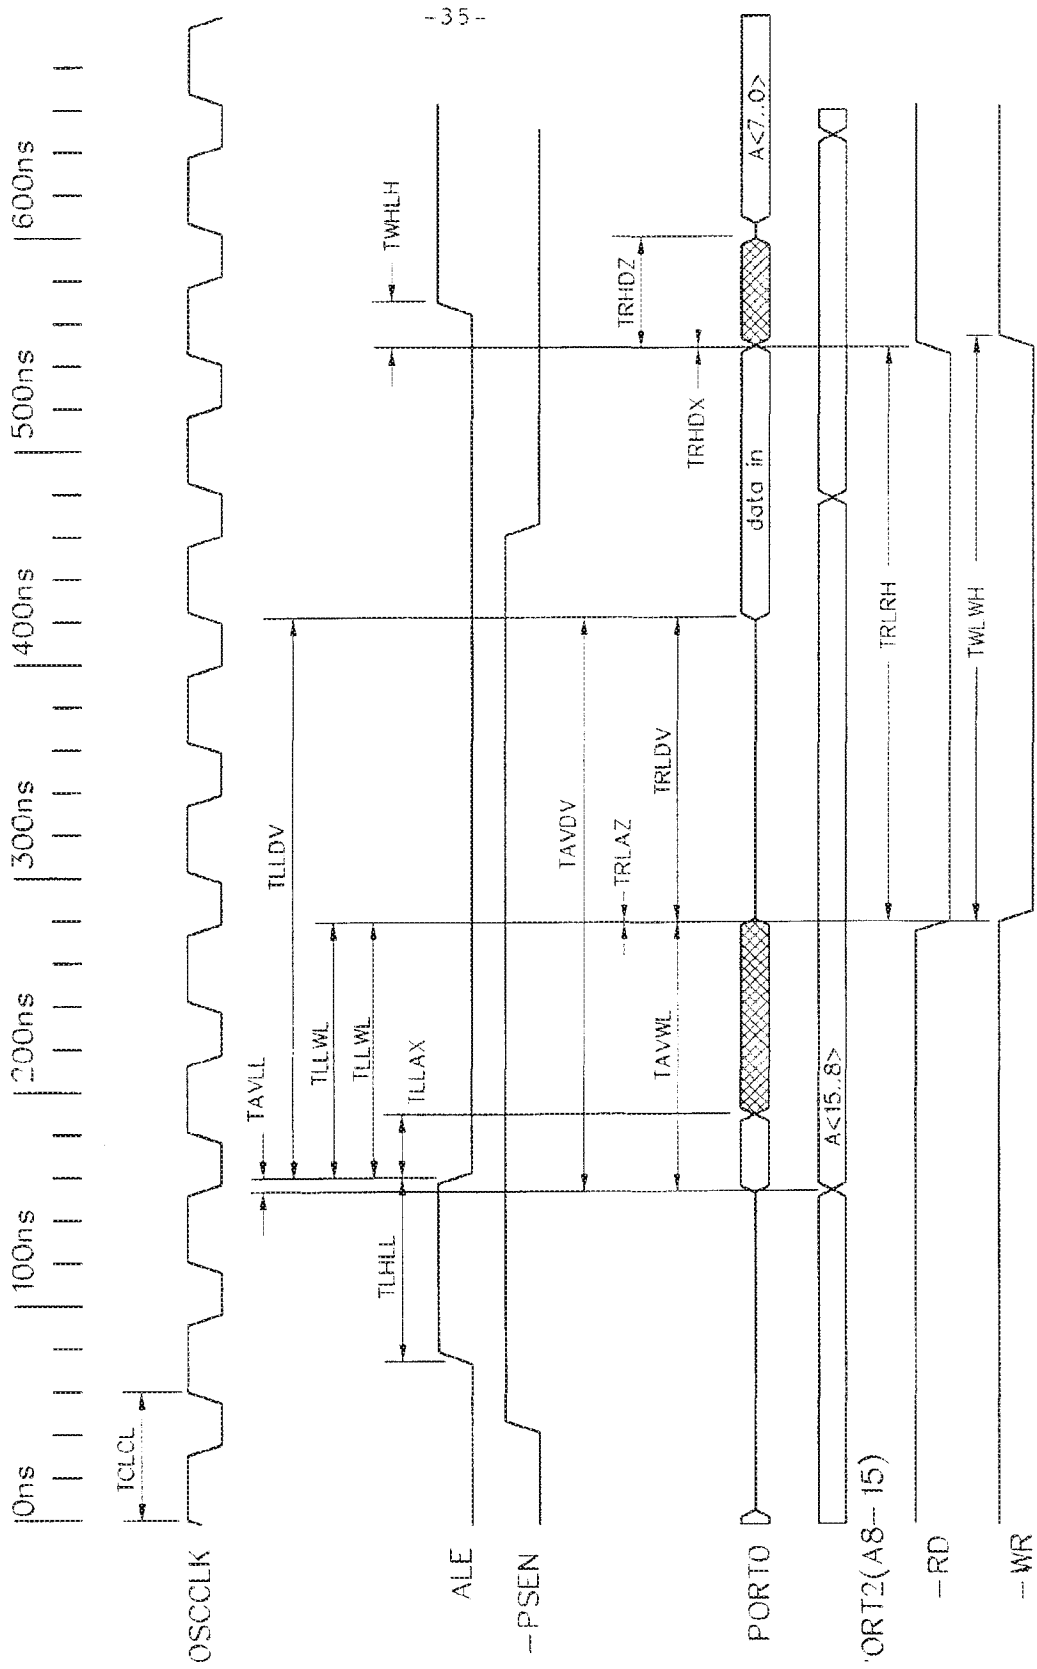 -35-
0ns 100ns 200ns 300ns 400ns 500ns 600ns
TCLCL
OSCCLK
TAVLL
TLLDV
TLLWL
TLLWL
TLHLL TLLAX TWHLH
ALE
-PSEN
TAVDV
TRLAZ TRHDZ
TAVWL TRLDV TRHDX
PORT0 data in A<7..0>
A<15..8>
ORT2(A8-15)
TRLRH
-RD
TWLWH
-WR